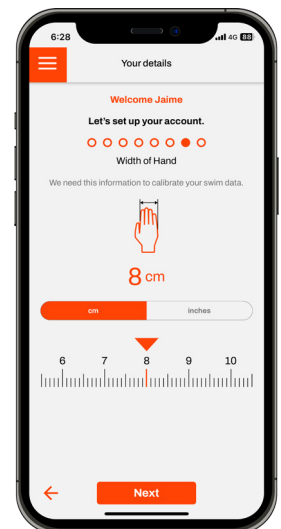 6:28
4G 88
Your details
Welcome Jaime
Let's set up your account.
Width of Hand
We need this information to calibrate your swim data.
8 cm
cm inches
6 7 8 9 10
Next